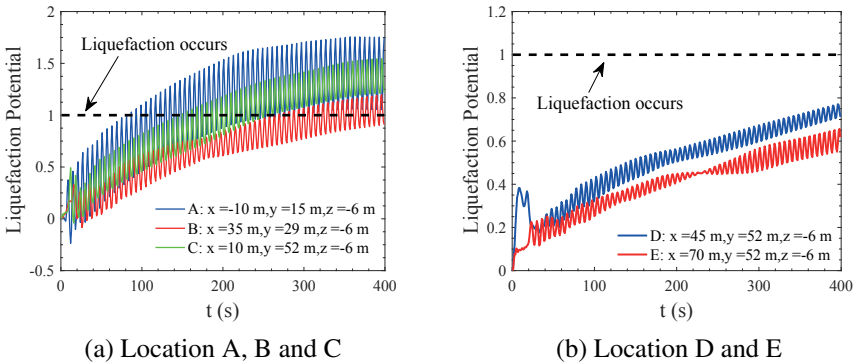 2
1.5
1
0.5
0
-0.5
Liquefaction Potential
Liquefaction occurs
A: x =-10 m,y =15 m,z =-6 m
B: x =35 m,y =29 m,z =-6 m
C: x =10 m,y =52 m,z =-6 m
0 100 200 300 400
t (s)
(a) Location A, B and C
1.2
1
0.8
0.6
0.4
0.2
0
Liquefaction Potential
Liquefaction occurs
D: x =45 m,y =52 m,z =-6 m
E: x =70 m,y =52 m,z =-6 m
0 100 200 300 400
t (s)
(b) Location D and E